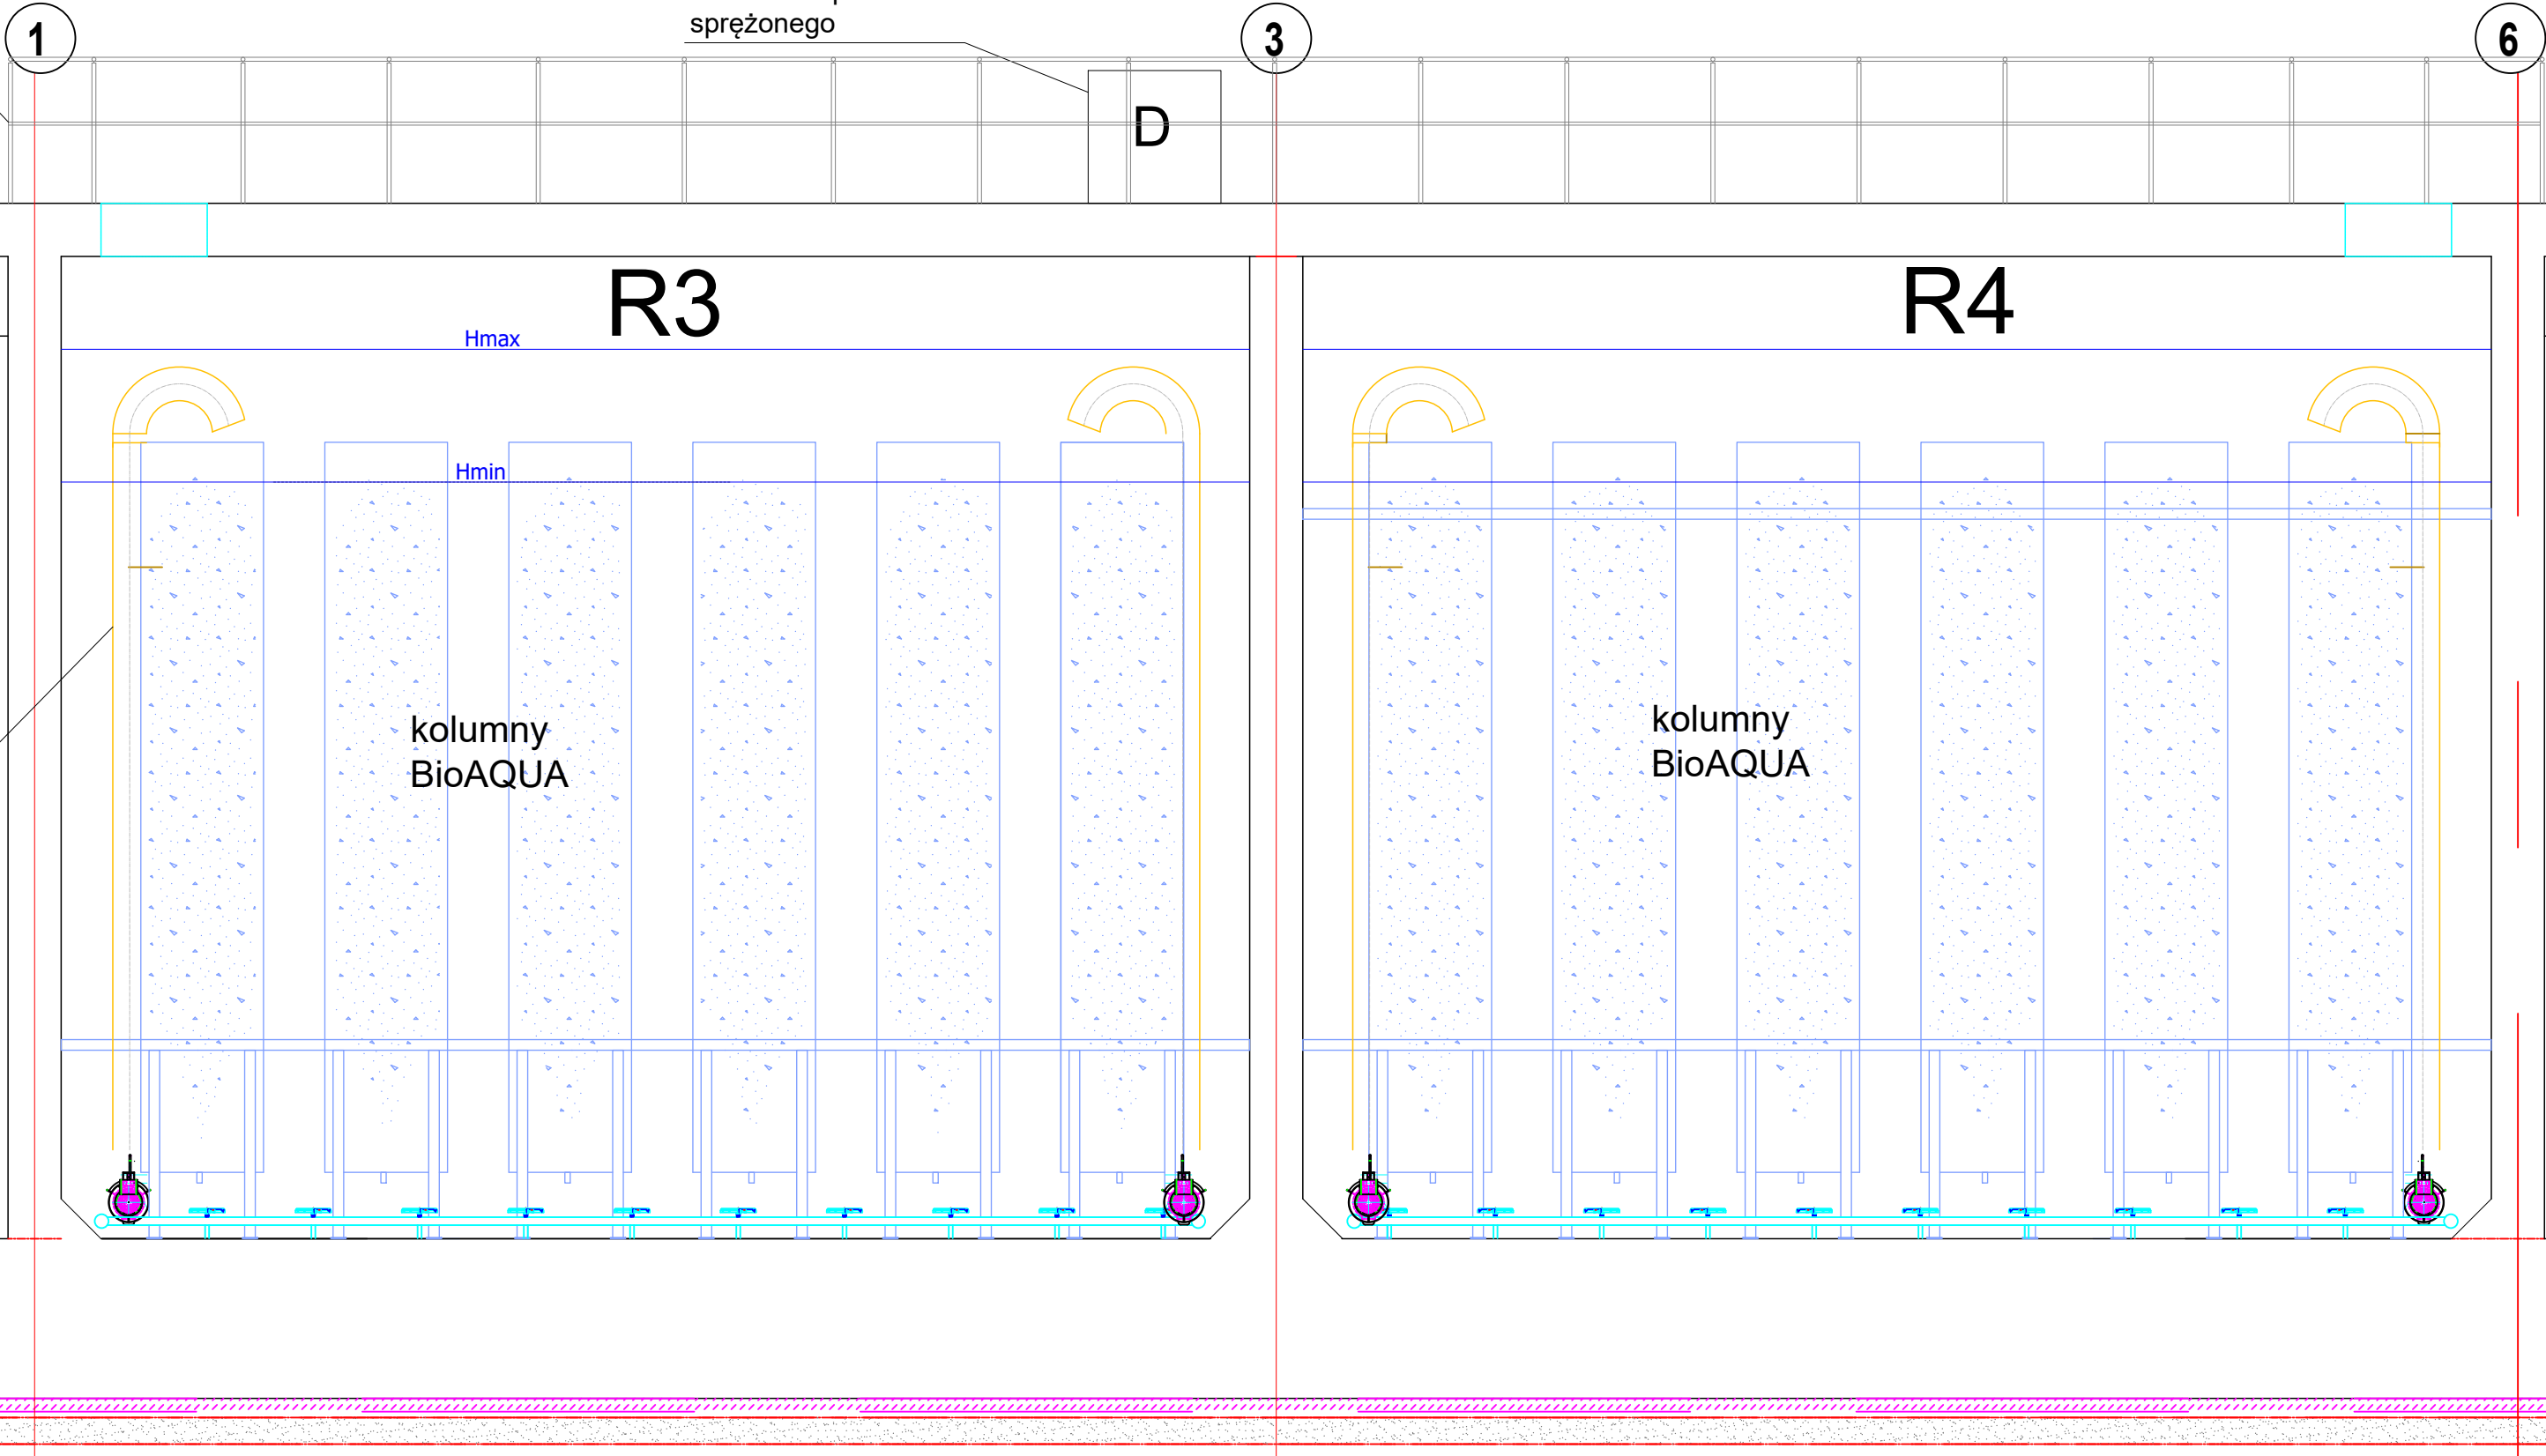 sprężonego
1
3
6
D
R3
R4
Hmax
Hmin
kolumny
BioAQUA
kolumny
BioAQUA